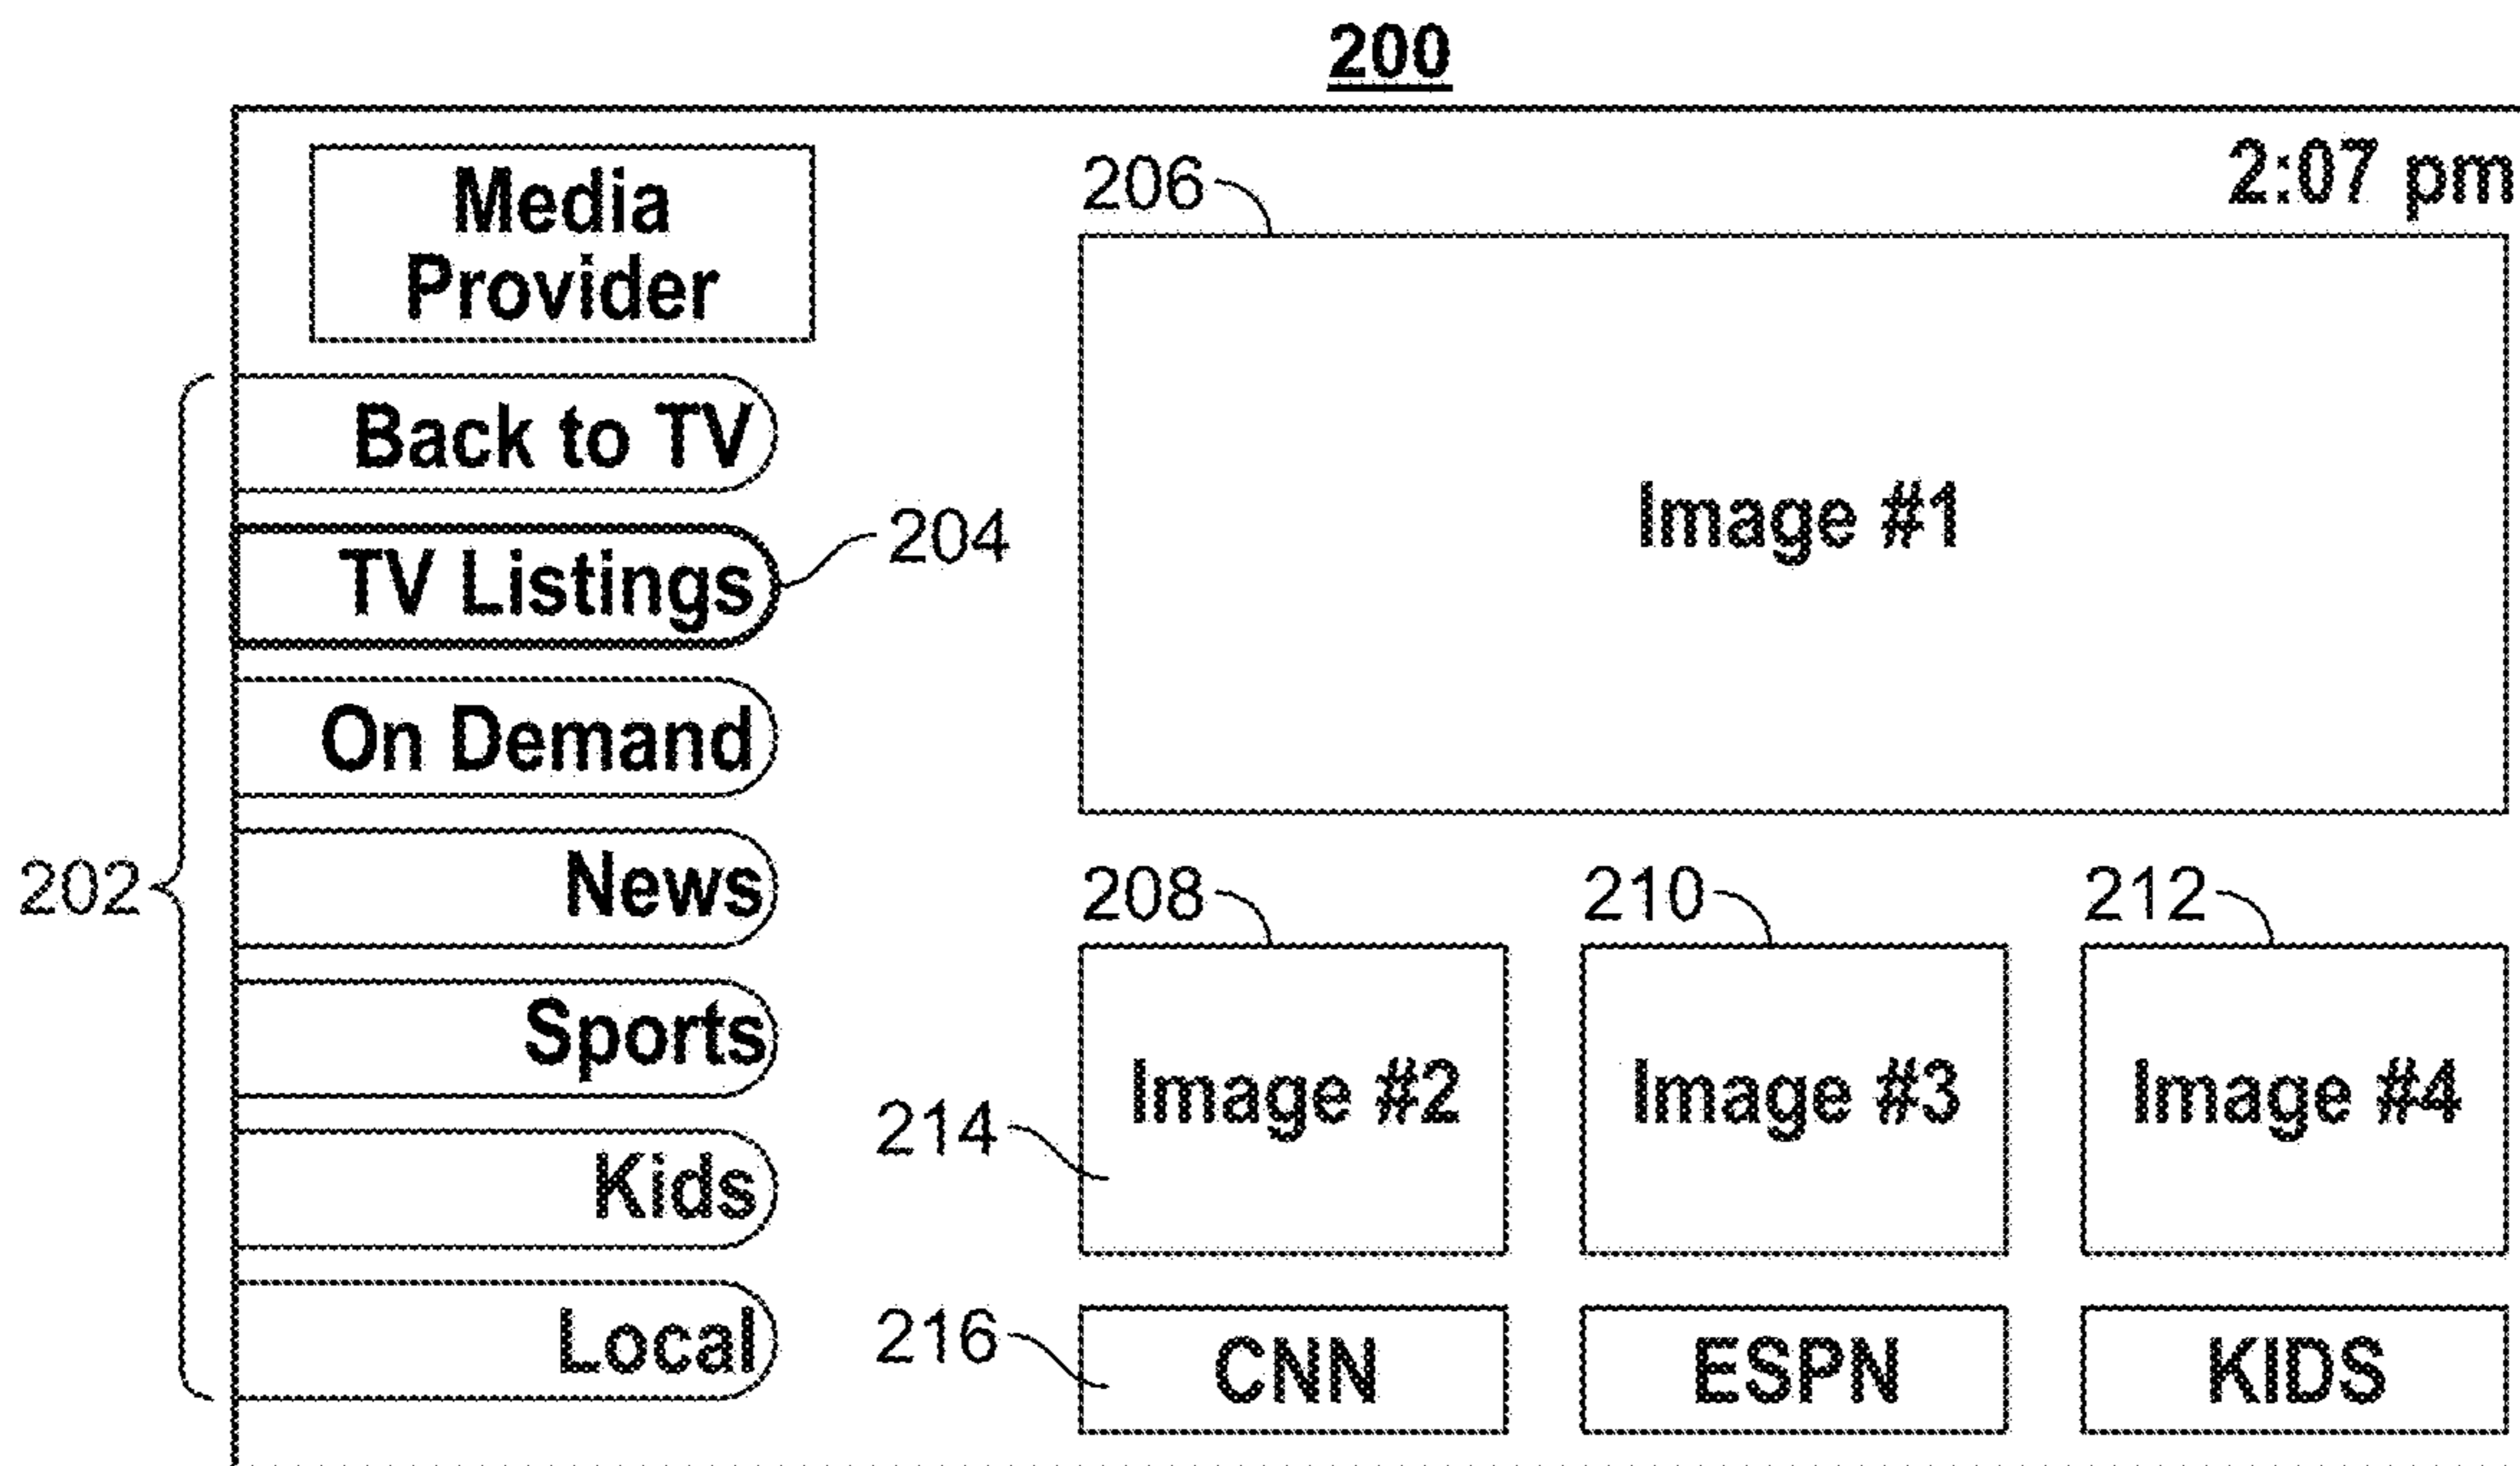 200
Media
Provider
2:07 pm
206
Image #1
202
Back to TV
TV Listings
204
On Demand
News
Sports
Kids
Local
208
210
212
Image #2
Image #3
Image #4
214
216
CNN
ESPN
KIDS